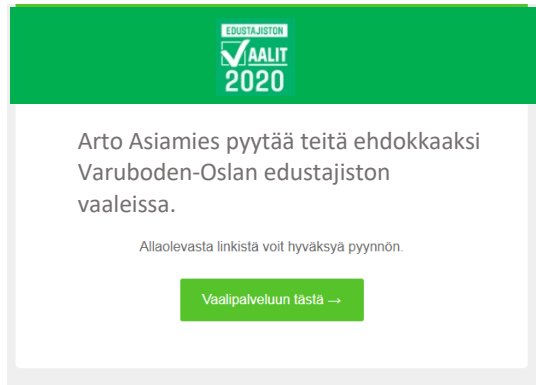 EDUSTAJISTON
VAALIT
2020
Arto Asiamies pyytää teitä ehdokkaaksi
Varuboden-Oslan edustajiston
vaaleissa.
Allaolevasta linkistä voit hyväksyä pyynnön.
Vaalipalveluun tästä →